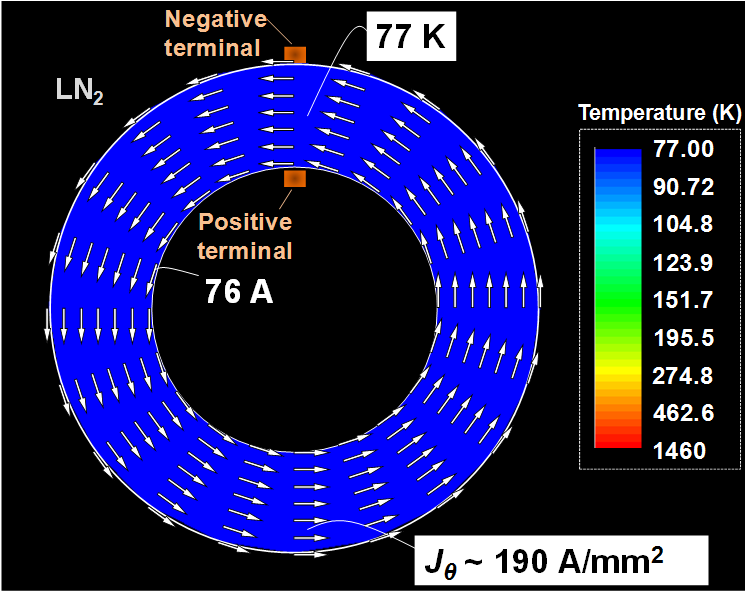 Negative
terminal
77 K
LN₂
Temperature (K)
77.00
90.72
104.8
123.9
151.7
195.5
274.8
462.6
1460
Positive
terminal
76 A
Jθ ~ 190 A/mm²